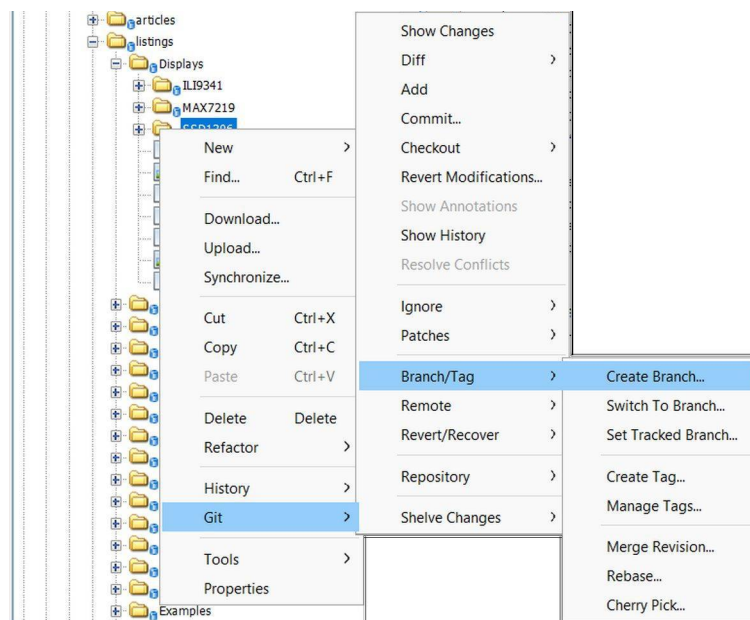 articles
listings
Displays
ILI9341
MAX7219
SSD1306
New
Find... Ctrl+F
Download...
Upload...
Synchronize...
Cut Ctrl+X
Copy Ctrl+C
Paste Ctrl+V
Delete Delete
Refactor
History
Git
Tools
Properties
Examples
Show Changes
Diff
Add
Commit...
Checkout
Revert Modifications...
Show Annotations
Show History
Resolve Conflicts
Ignore
Patches
Branch/Tag
Remote
Revert/Recover
Repository
Shelve Changes
Create Branch...
Switch To Branch...
Set Tracked Branch...
Create Tag...
Manage Tags...
Merge Revision...
Rebase...
Cherry Pick...